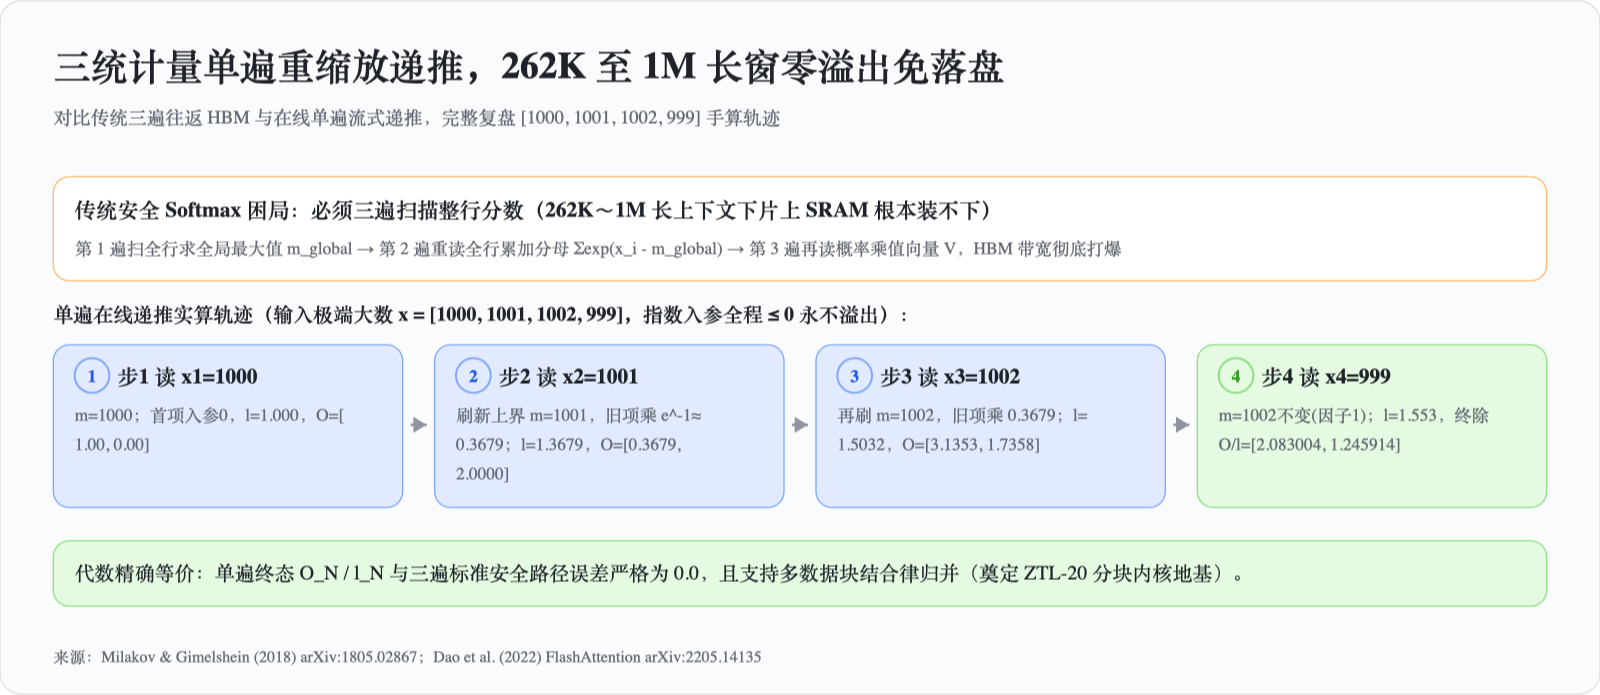 三统计量单遍重缩放递推，262K 至 1M 长窗零溢出免落盘
对比传统三遍往返 HBM 与在线单遍流式递推，完整复盘 [1000, 1001, 1002, 999] 手算轨迹
传统安全 Softmax 困局：必须三遍扫描整行分数（262K～1M 长上下文下片上 SRAM 根本装不下）
第 1 遍扫全行求全局最大值 m_global → 第 2 遍重读全行累加分母 Σexp(x_i - m_global) → 第 3 遍再读概率乘值向量 V，HBM 带宽彻底打爆
单遍在线递推实算轨迹（输入极端大数 x = [1000, 1001, 1002, 999]，指数入参全程 ≤ 0 永不溢出）:
1 步1 读 x1=1000
m=1000；首项入参0，l=1.000，O=[
1.00, 0.00]
2 步2 读 x2=1001
刷新上界 m=1001，旧项乘 e^-1≈
0.3679；l=1.3679，O=[0.3679,
2.0000]
3 步3 读 x3=1002
再刷 m=1002，旧项乘 0.3679；l=
1.5032，O=[3.1353, 1.7358]
4 步4 读 x4=999
m=1002不变(因子1)；l=1.553，终除
O/l=[2.083004, 1.245914]
代数精确等价：单遍终态 O_N / l_N 与三遍标准安全路径误差严格为 0.0，且支持多数据块结合律归并（奠定 ZTL-20 分块内核地基）。
来源：Milakov & Gimelshein (2018) arXiv:1805.02867；Dao et al. (2022) FlashAttention arXiv:2205.14135